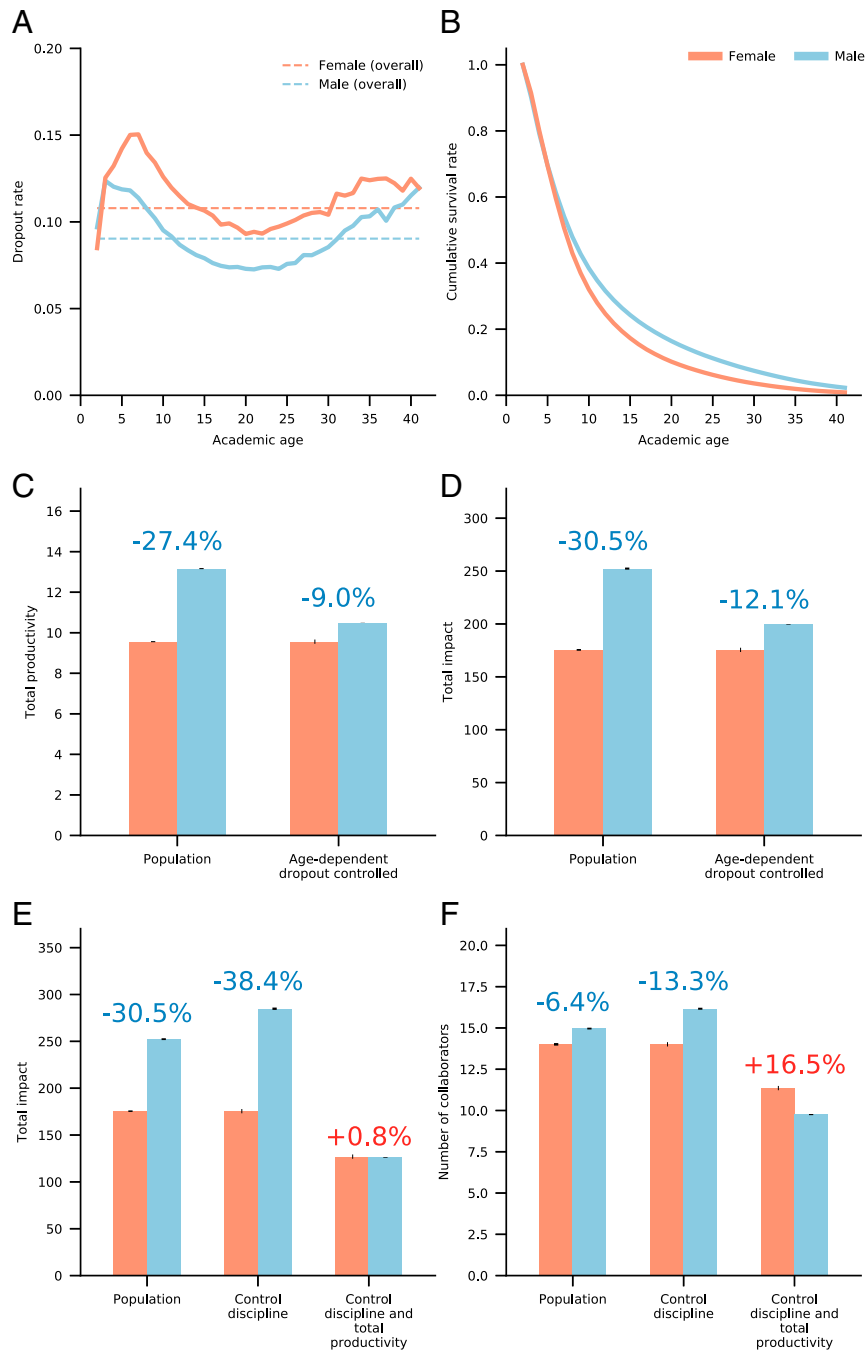 A
0.20
0.15
0.10
0.05
0.00
Dropout rate
Female (overall)
Male (overall)
0
5
10
15
20
25
30
35
40
Academic age
B
1.0
0.8
0.6
0.4
0.2
0.0
Cumulative survival rate
Female
Male
0
5
10
15
20
25
30
35
40
Academic age
C
16
14
12
10
8
6
4
2
0
Total productivity
-27.4%
-9.0%
Population
Age-dependent
dropout controlled
D
300
250
200
150
100
50
0
Total impact
-30.5%
-12.1%
Population
Age-dependent
dropout controlled
E
350
300
250
200
150
100
50
0
Total impact
-30.5%
-38.4%
+0.8%
Population
Control
discipline
Control
discipline and
total
productivity
F
20.0
17.5
15.0
12.5
10.0
7.5
5.0
2.5
0.0
Number of collaborators
-6.4%
-13.3%
+16.5%
Population
Control
discipline
Control
discipline and
total
productivity